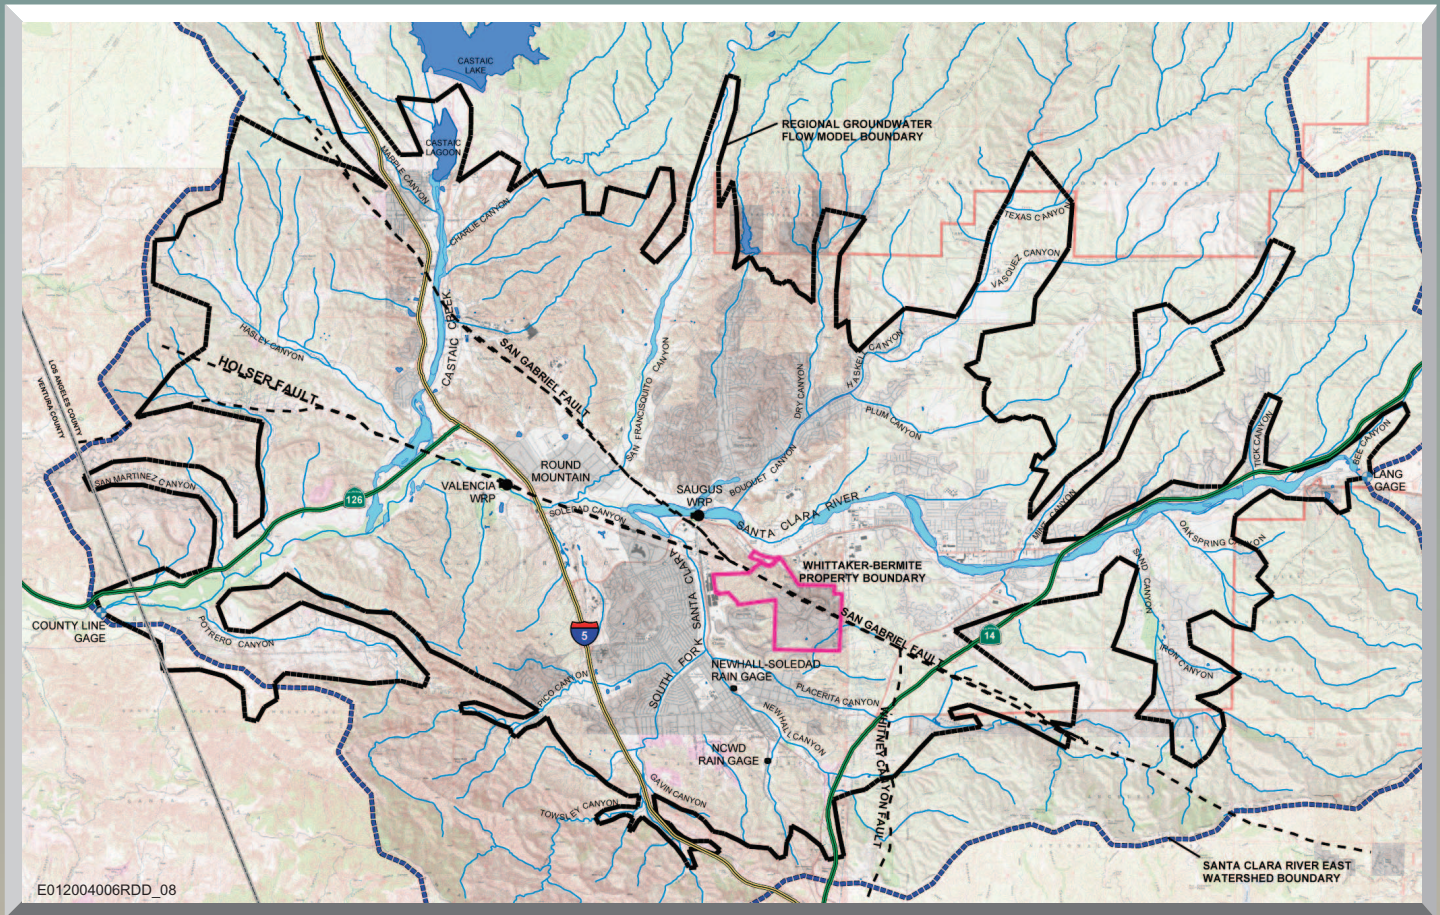 CASTAIC
LAKE
REGIONAL GROUNDWATER
FLOW MODEL BOUNDARY
CASTAIC
LAGOON
MARPLE CANYON
CHARLIE CANYON
TEXAS CANYON
VASQUEZ CANYON
CASTAIC CREEK
HASLEY CANYON
HOLSER FAULT
SAN GABRIEL FAULT
SAN FRANCISQUITO CANYON
DRY CANYON
HASKELL CANYON
PLUM CANYON
LOS ANGELES COUNTY
VENTURA COUNTY
TICK CANYON
BEE CANYON
LANG
GAGE
ROUND
MOUNTAIN
BOUQUET CANYON
SAN MARTINEZ CANYON
126
VALENCIA
WRP
SAUGUS
WRP
SOLEDAD CANYON
SANTA CLARA RIVER
MINT CANYON
OAK SPRING CANYON
SAND CANYON
WHITTAKER-BERMITE
PROPERTY BOUNDARY
COUNTY LINE
GAGE
POTRERO CANYON
5
SOUTH FORK SANTA CLARA
SAN GABRIEL FAULT
14
IRON CANYON
NEWHALL-SOLEDAD
RAIN GAGE
PICO CANYON
PLACERITA CANYON
NEWHALL CANYON
WHITNEY CANYON FAULT
NCWD
RAIN GAGE
GAVIN CANYON
TOWSLEY CANYON
SANTA CLARA RIVER EAST
WATERSHED BOUNDARY
E012004006RDD_08